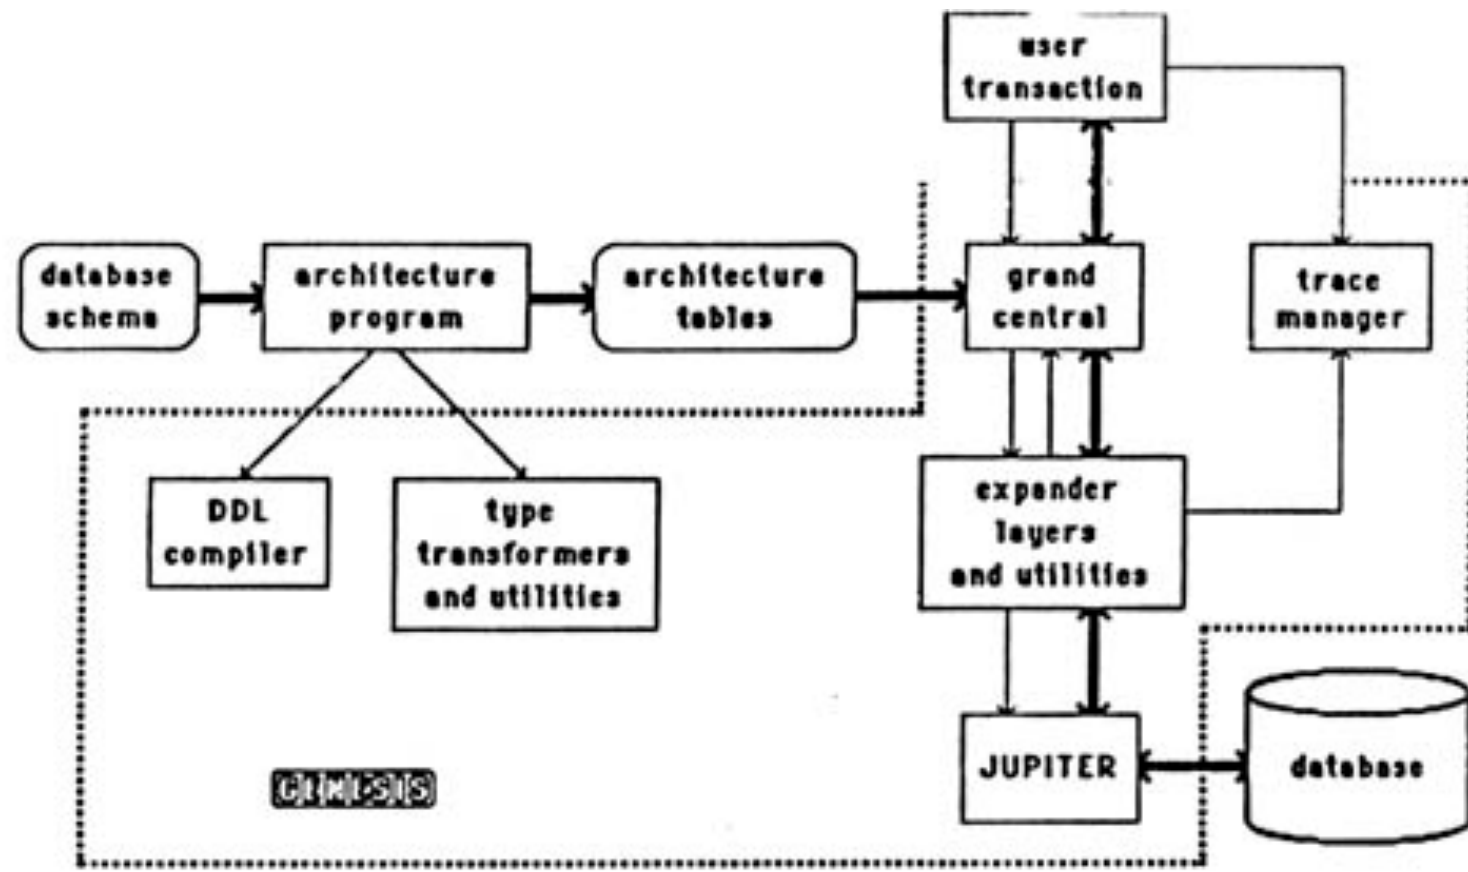 user
transaction
database
schema
architecture
program
architecture
tables
grand
central
trace
manager
DDL
compiler
type
transformers
and utilities
expander
layers
and utilities
JUPITER
database
GENESIS